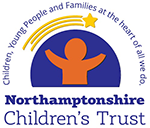 Children, Young People and Families at the heart of all we do.
Northamptonshire
Children's Trust